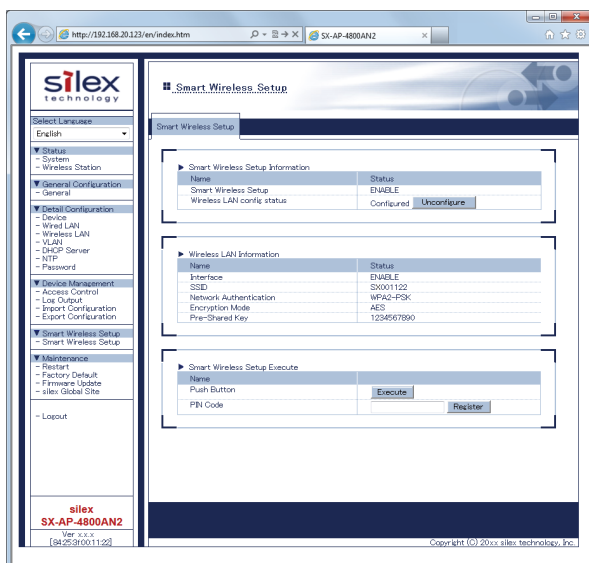 http://192.168.20.123/en/index.htm
SX-AP-4800AN2
silex
technology
Select Language
English
▼ Status
– System
– Wireless Station
▼ General Configuration
– General
▼ Detail Configuration
– Device
– Wired LAN
– Wireless LAN
– VLAN
– DHCP Server
– NTP
– Password
▼ Device Management
– Access Control
– Log Output
– Import Configuration
– Export Configuration
▼ Smart Wireless Setup
– Smart Wireless Setup
▼ Maintenance
– Restart
– Factory Default
– Firmware Update
– silex Global Site
– Logout
silex
SX-AP-4800AN2
Ver x.x.x
[84:25:3f:00:11:22]
Smart Wireless Setup
Smart Wireless Setup
▶ Smart Wireless Setup Information
Name Status
Smart Wireless Setup ENABLE
Wireless LAN config status Configured Unconfigure
▶ Wireless LAN Information
Name Status
Interface ENABLE
SSID SX001122
Network Authentication WPA2-PSK
Encryption Mode AES
Pre-Shared Key 1234567890
▶ Smart Wireless Setup Execute
Name
Push Button Execute
PIN Code Register
Copyright (C) 20xx silex technology, Inc.